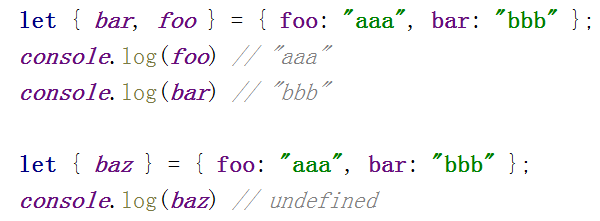 let { bar, foo } = { foo: "aaa", bar: "bbb" };
console.log(foo) // "aaa"
console.log(bar) // "bbb"
let { baz } = { foo: "aaa", bar: "bbb" };
console.log(baz) // undefined